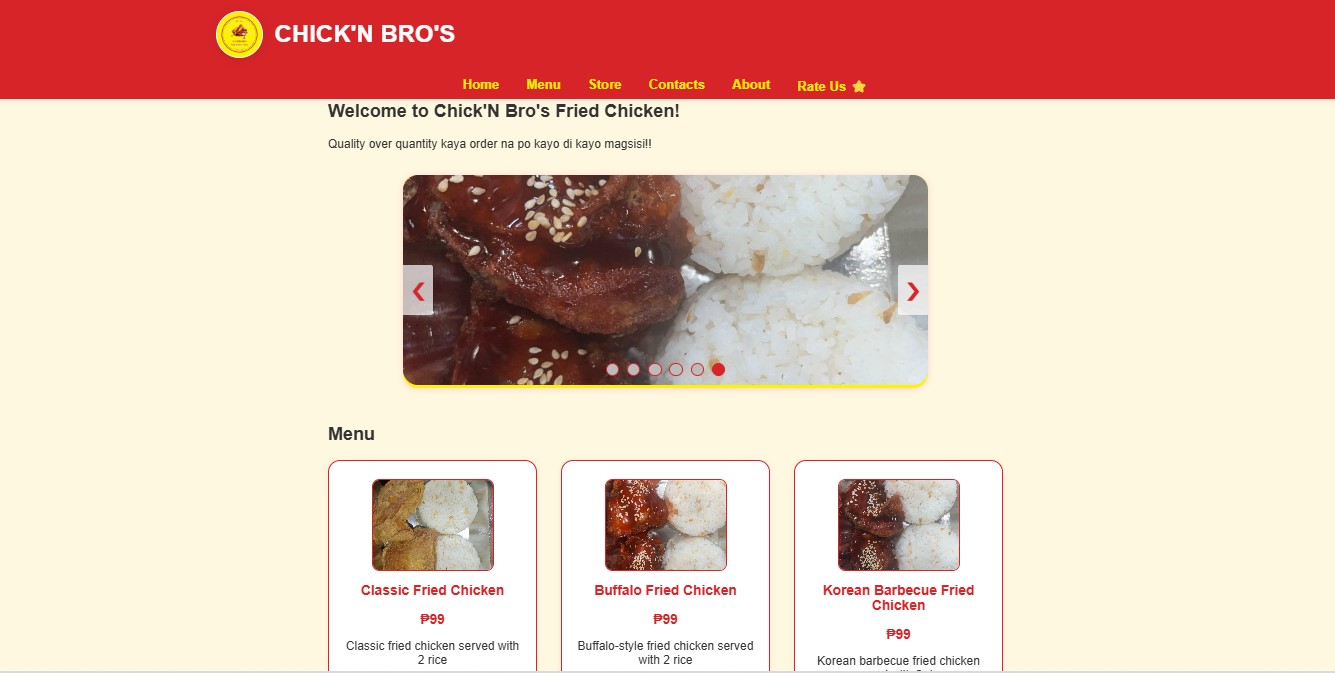 CHICK'N BRO'S
Home Menu Store Contacts About Rate Us
Welcome to Chick'N Bro's Fried Chicken!
Quality over quantity kaya order na po kayo di kayo magsisi!!
Menu
Classic Fried Chicken
₱99
Classic fried chicken served with
2 rice
Buffalo Fried Chicken
₱99
Buffalo-style fried chicken served
with 2 rice
Korean Barbecue Fried
Chicken
₱99
Korean barbecue fried chicken